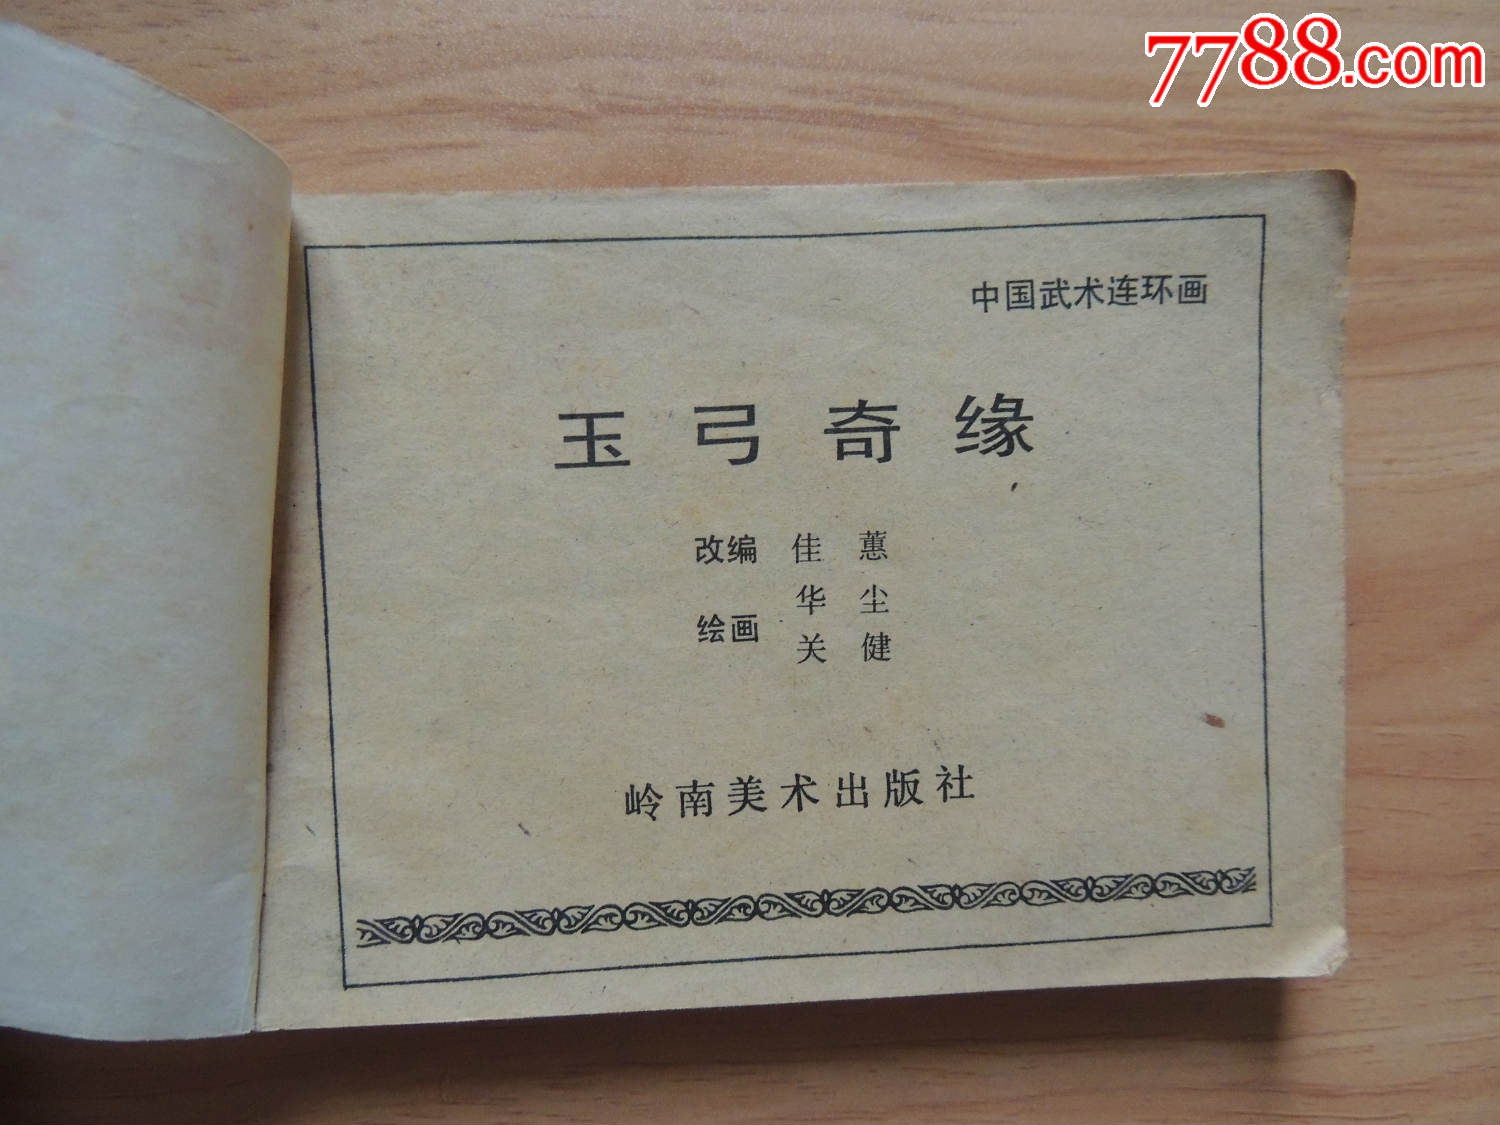 7788.com
中国武术连环画
玉弓奇缘
改编 佳蕙
绘画 华尘
关健
岭南美术出版社